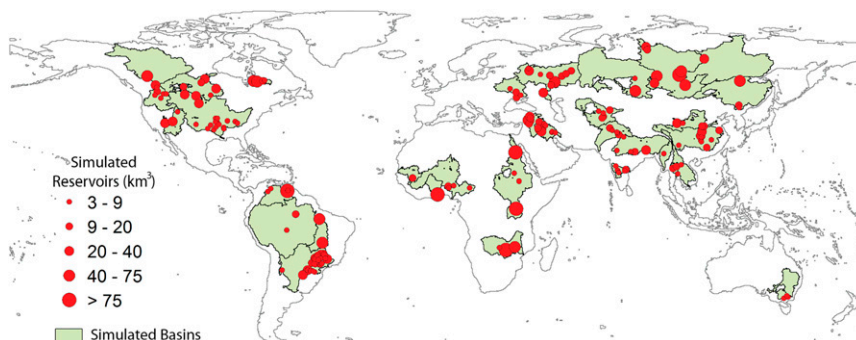 Simulated
Reservoirs (km³)
3 - 9
9 - 20
20 - 40
40 - 75
> 75
Simulated Basins